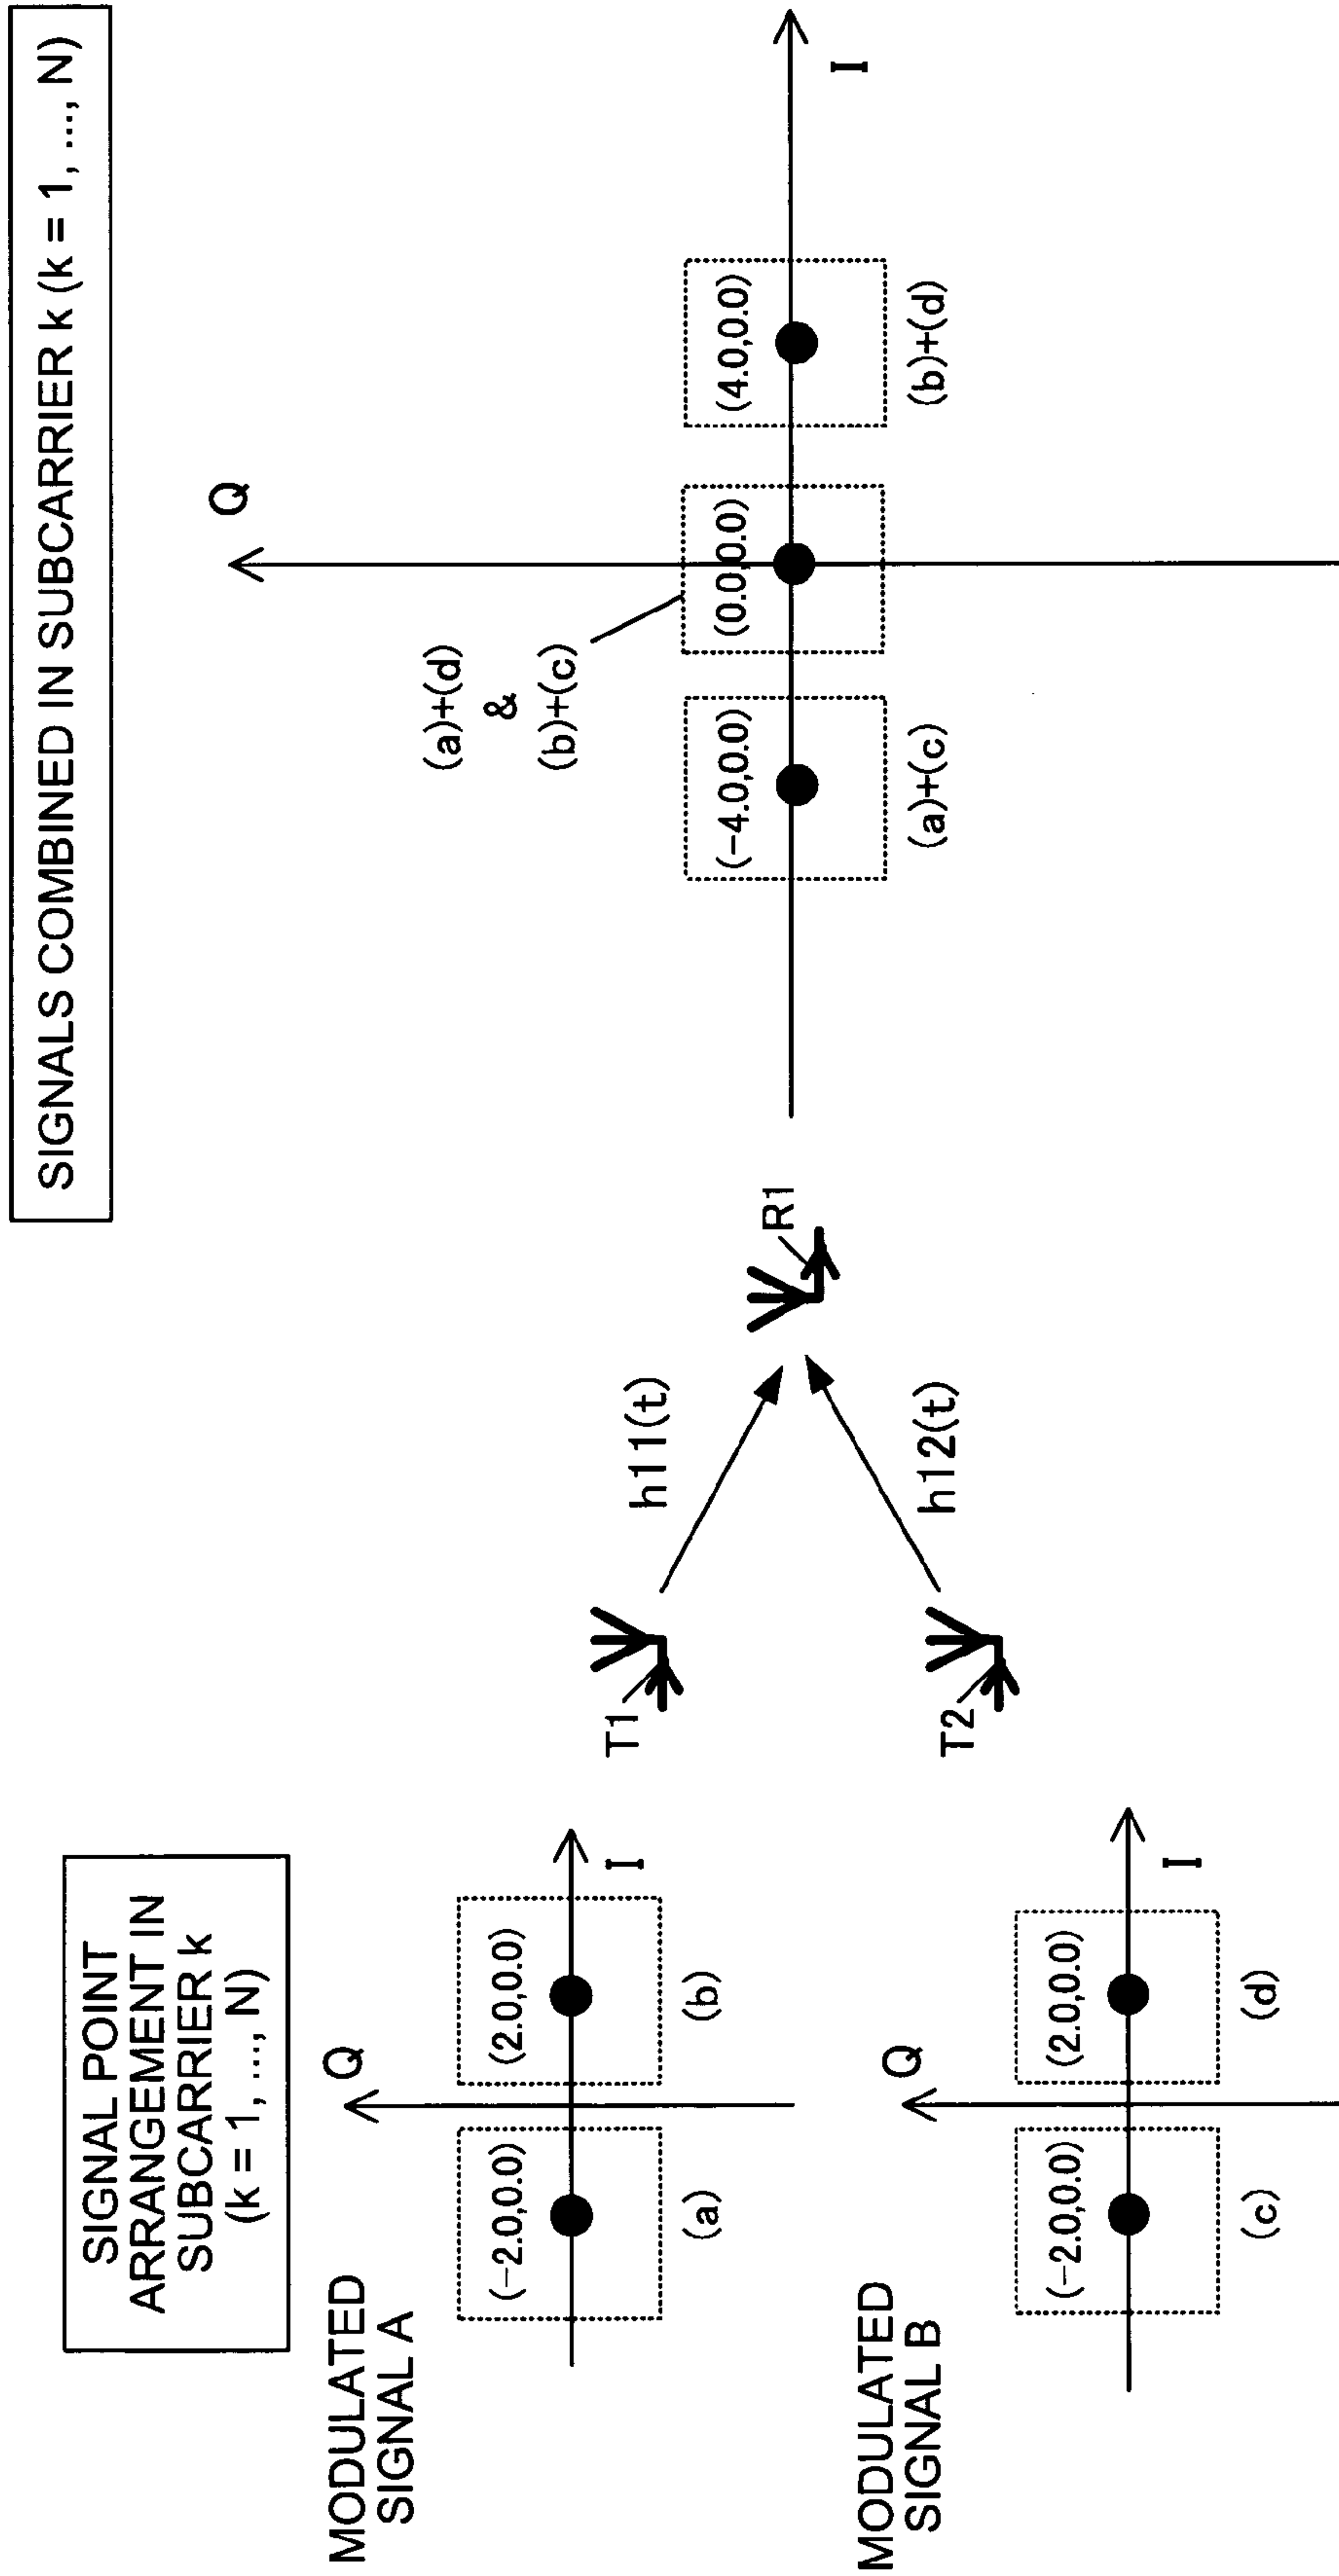 SIGNAL POINT
ARRANGEMENT IN
SUBCARRIER k
(k = 1, ..., N)
MODULATED
SIGNAL A
Q
(-2.0,0.0)
(2.0,0.0)
I
(a)
(b)
MODULATED
SIGNAL B
Q
(-2.0,0.0)
(2.0,0.0)
I
(c)
(d)
T1
T2
h11(t)
h12(t)
R1
SIGNALS COMBINED IN SUBCARRIER k (k = 1, ..., N)
Q
(a)+(d)
&
(b)+(c)
(-4.0,0.0)
(0.0,0.0)
(4.0,0.0)
I
(a)+(c)
(b)+(d)